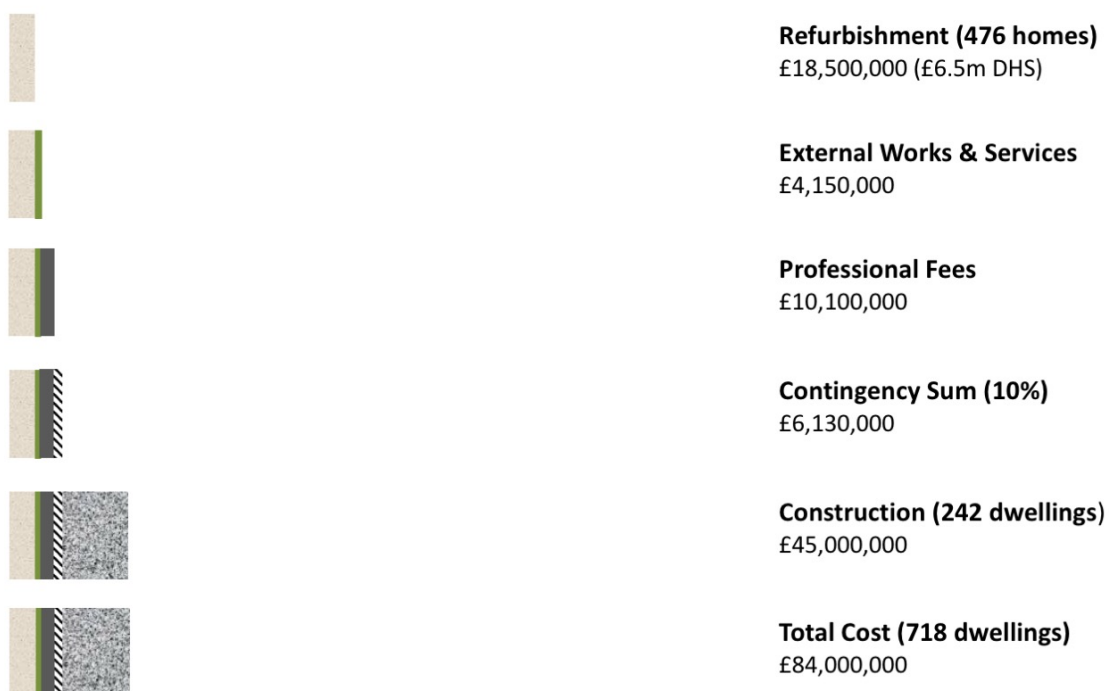 Refurbishment (476 homes)
£18,500,000 (£6.5m DHS)
External Works & Services
£4,150,000
Professional Fees
£10,100,000
Contingency Sum (10%)
£6,130,000
Construction (242 dwellings)
£45,000,000
Total Cost (718 dwellings)
£84,000,000